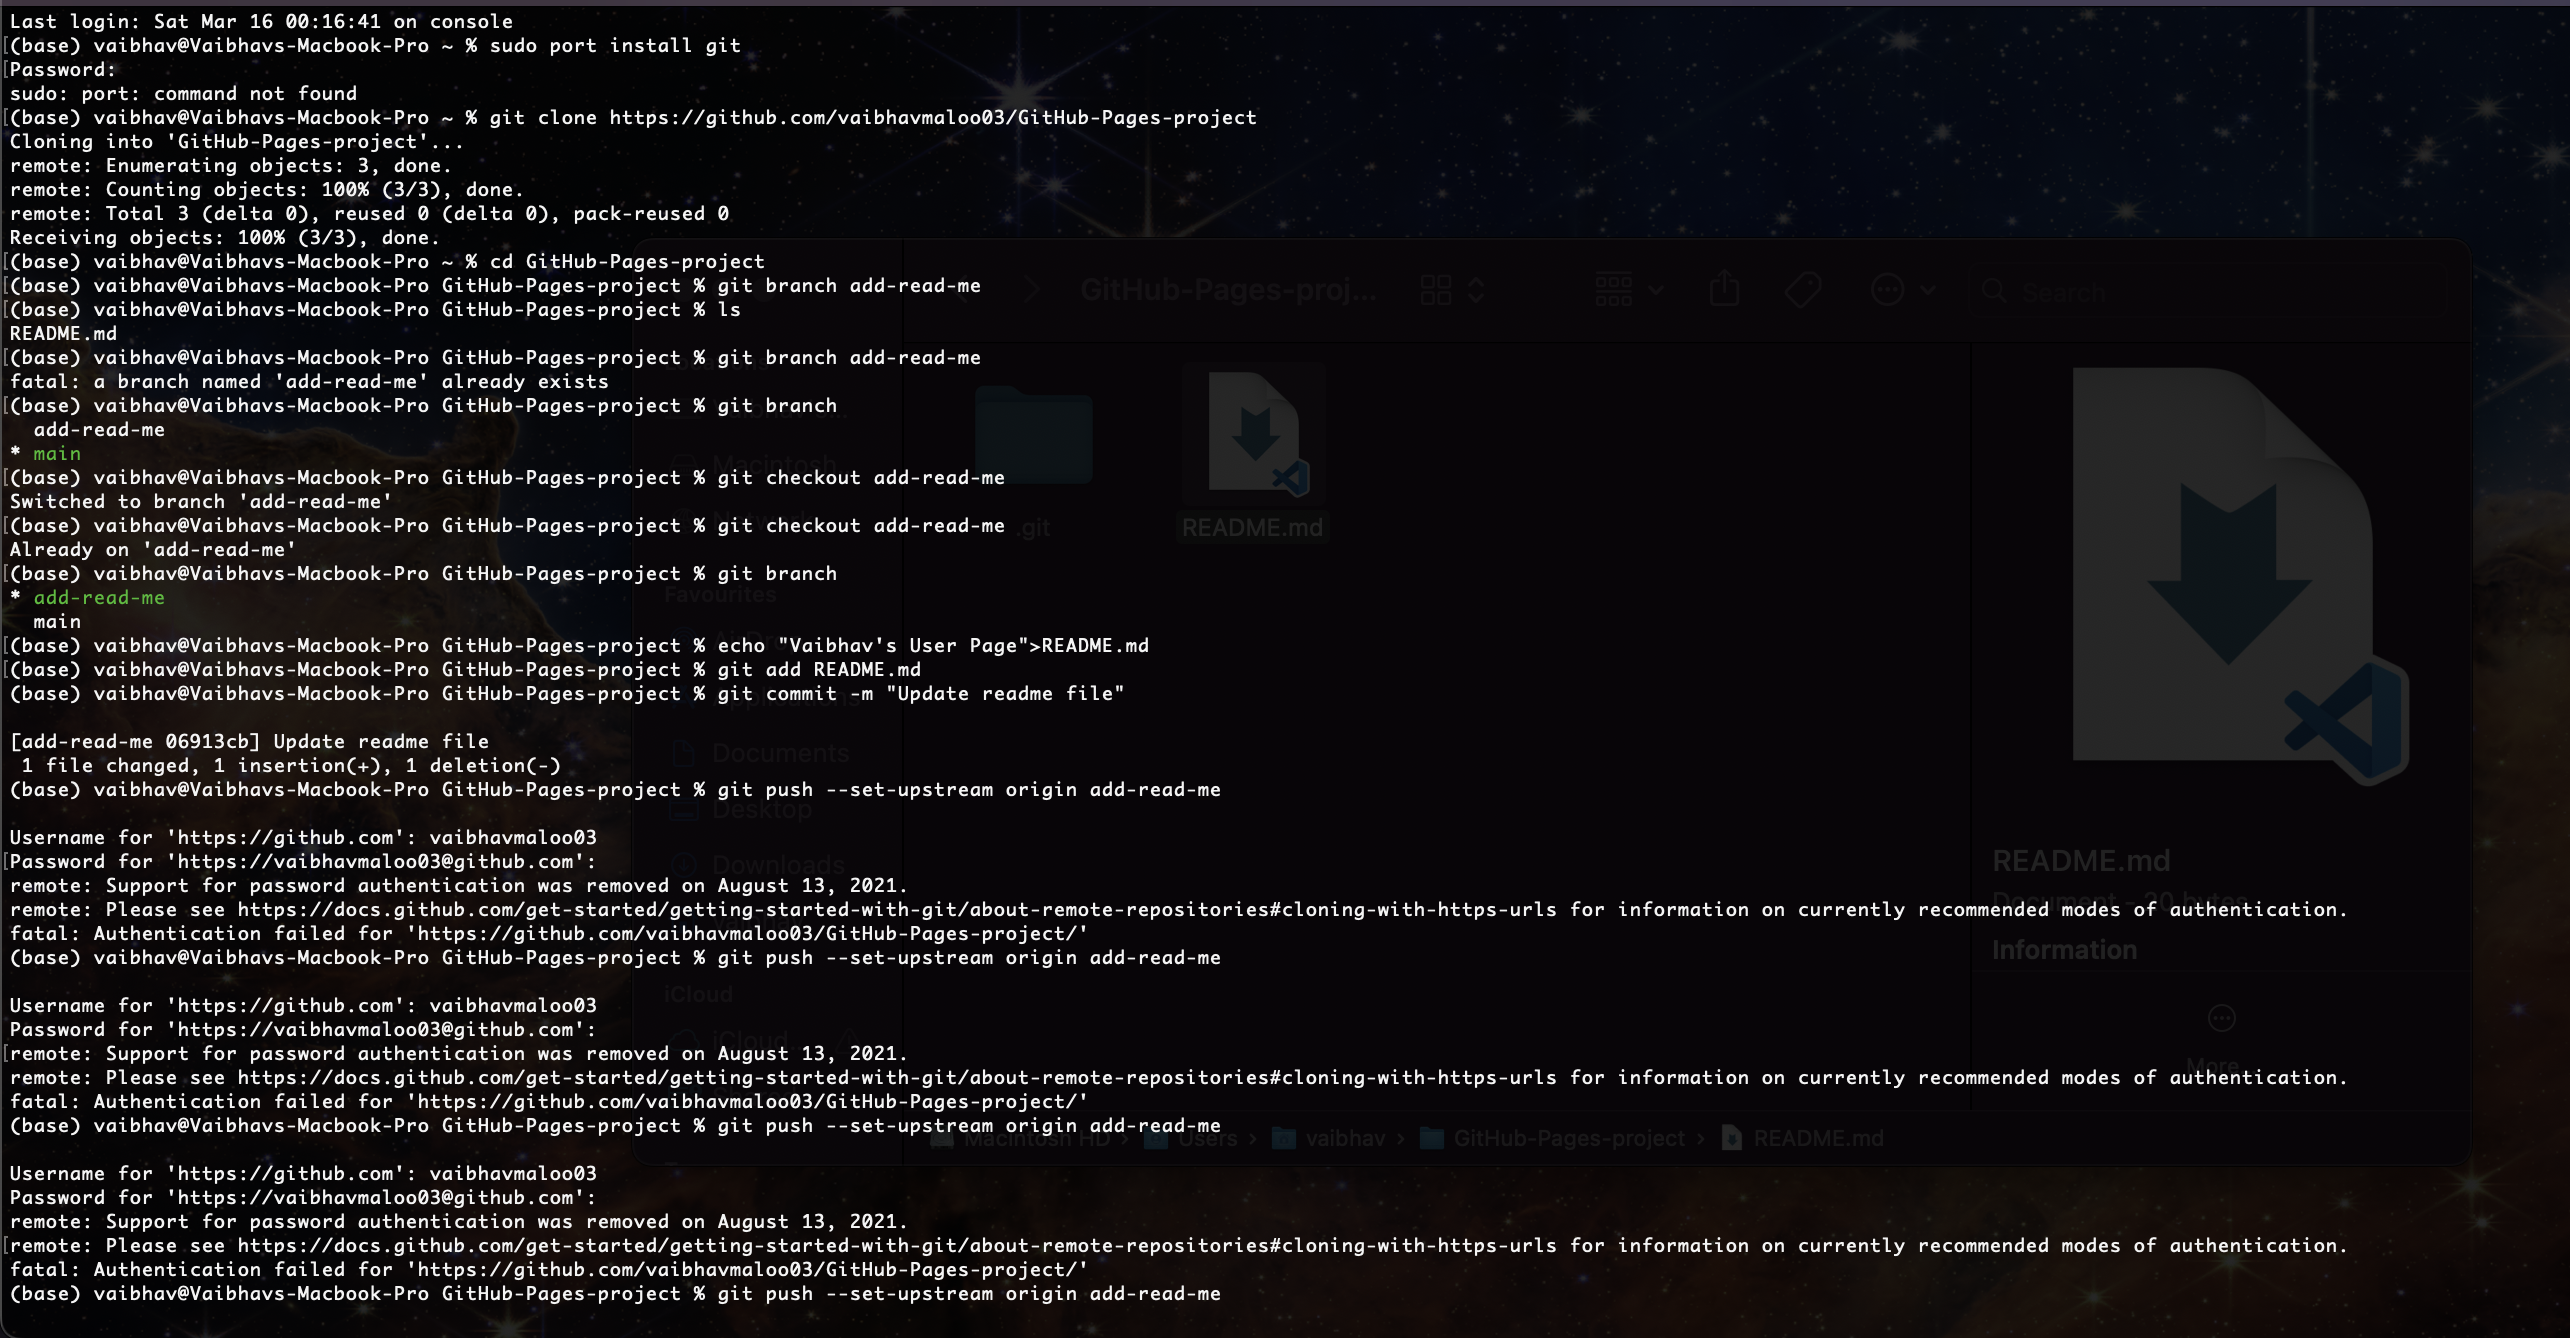 Last login: Sat Mar 16 00:16:41 on console
[(base) vaibhav@Vaibhavs-Macbook-Pro ~ % sudo port install git
[Password:
sudo: port: command not found
[(base) vaibhav@Vaibhavs-Macbook-Pro ~ % git clone https://github.com/vaibhavmaloo03/GitHub-Pages-project
Cloning into 'GitHub-Pages-project'...
remote: Enumerating objects: 3, done.
remote: Counting objects: 100% (3/3), done.
remote: Total 3 (delta 0), reused 0 (delta 0), pack-reused 0
Receiving objects: 100% (3/3), done.
[(base) vaibhav@Vaibhavs-Macbook-Pro ~ % cd GitHub-Pages-project
[(base) vaibhav@Vaibhavs-Macbook-Pro GitHub-Pages-project % git branch add-read-me
[(base) vaibhav@Vaibhavs-Macbook-Pro GitHub-Pages-project % ls
README.md
[(base) vaibhav@Vaibhavs-Macbook-Pro GitHub-Pages-project % git branch add-read-me
fatal: a branch named 'add-read-me' already exists
[(base) vaibhav@Vaibhavs-Macbook-Pro GitHub-Pages-project % git branch
  add-read-me
* main
[(base) vaibhav@Vaibhavs-Macbook-Pro GitHub-Pages-project % git checkout add-read-me
Switched to branch 'add-read-me'
[(base) vaibhav@Vaibhavs-Macbook-Pro GitHub-Pages-project % git checkout add-read-me
Already on 'add-read-me'
[(base) vaibhav@Vaibhavs-Macbook-Pro GitHub-Pages-project % git branch
* add-read-me
  main
[(base) vaibhav@Vaibhavs-Macbook-Pro GitHub-Pages-project % echo "Vaibhav's User Page">README.md
[(base) vaibhav@Vaibhavs-Macbook-Pro GitHub-Pages-project % git add README.md
(base) vaibhav@Vaibhavs-Macbook-Pro GitHub-Pages-project % git commit -m "Update readme file"
[add-read-me 06913cb] Update readme file
 1 file changed, 1 insertion(+), 1 deletion(-)
(base) vaibhav@Vaibhavs-Macbook-Pro GitHub-Pages-project % git push --set-upstream origin add-read-me
Username for 'https://github.com': vaibhavmaloo03
[Password for 'https://vaibhavmaloo03@github.com':
remote: Support for password authentication was removed on August 13, 2021.
remote: Please see https://docs.github.com/get-started/getting-started-with-git/about-remote-repositories#cloning-with-https-urls for information on currently recommended modes of authentication.
fatal: Authentication failed for 'https://github.com/vaibhavmaloo03/GitHub-Pages-project/'
(base) vaibhav@Vaibhavs-Macbook-Pro GitHub-Pages-project % git push --set-upstream origin add-read-me
Username for 'https://github.com': vaibhavmaloo03
Password for 'https://vaibhavmaloo03@github.com':
[remote: Support for password authentication was removed on August 13, 2021.
remote: Please see https://docs.github.com/get-started/getting-started-with-git/about-remote-repositories#cloning-with-https-urls for information on currently recommended modes of authentication.
fatal: Authentication failed for 'https://github.com/vaibhavmaloo03/GitHub-Pages-project/'
(base) vaibhav@Vaibhavs-Macbook-Pro GitHub-Pages-project % git push --set-upstream origin add-read-me
Username for 'https://github.com': vaibhavmaloo03
Password for 'https://vaibhavmaloo03@github.com':
remote: Support for password authentication was removed on August 13, 2021.
[remote: Please see https://docs.github.com/get-started/getting-started-with-git/about-remote-repositories#cloning-with-https-urls for information on currently recommended modes of authentication.
fatal: Authentication failed for 'https://github.com/vaibhavmaloo03/GitHub-Pages-project/'
(base) vaibhav@Vaibhavs-Macbook-Pro GitHub-Pages-project % git push --set-upstream origin add-read-me
GitHub-Pages-proj...
Search
.git
README.md
Favourites
Documents
Desktop
Downloads
iCloud
README.md
Information
More
Macintosh HD
Users
vaibhav
GitHub-Pages-project
README.md